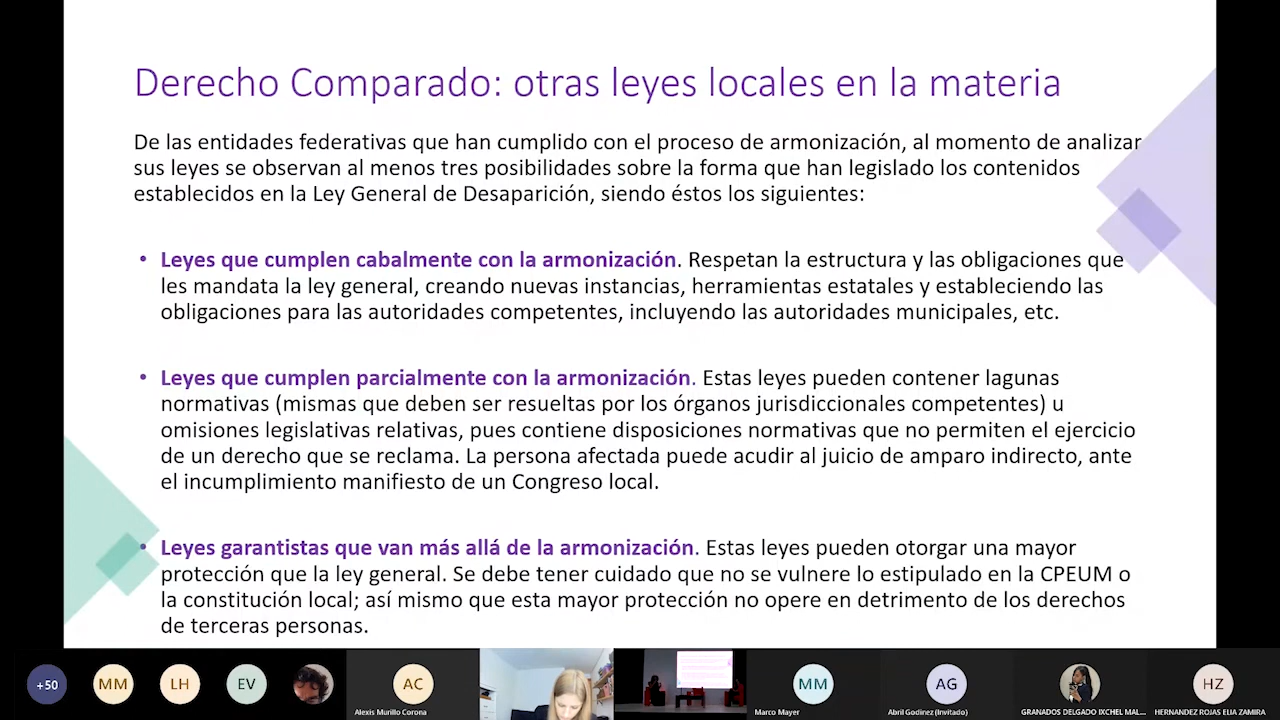 Derecho Comparado: otras leyes locales en la materia
De las entidades federativas que han cumplido con el proceso de armonización, al momento de analizar
sus leyes se observan al menos tres posibilidades sobre la forma que han legislado los contenidos
establecidos en la Ley General de Desaparición, siendo éstos los siguientes:
• Leyes que cumplen cabalmente con la armonización. Respetan la estructura y las obligaciones que
les mandata la ley general, creando nuevas instancias, herramientas estatales y estableciendo las
obligaciones para las autoridades competentes, incluyendo las autoridades municipales, etc.
• Leyes que cumplen parcialmente con la armonización. Estas leyes pueden contener lagunas
normativas (mismas que deben ser resueltas por los órganos jurisdiccionales competentes) u
omisiones legislativas relativas, pues contiene disposiciones normativas que no permiten el ejercicio
de un derecho que se reclama. La persona afectada puede acudir al juicio de amparo indirecto, ante
el incumplimiento manifiesto de un Congreso local.
• Leyes garantistas que van más allá de la armonización. Estas leyes pueden otorgar una mayor
protección que la ley general. Se debe tener cuidado que no se vulnere lo estipulado en la CPEUM o
la constitución local; así mismo que esta mayor protección no opere en detrimento de los derechos
de terceras personas.
+50 MM LH EV AC MM AG HZ
Alexis Murillo Corona Marco Mayer Abril Godinez (Invitado) GRANADOS DELGADO IXCHEL MAL... HERNANDEZ ROJAS ELIA ZAMIRA